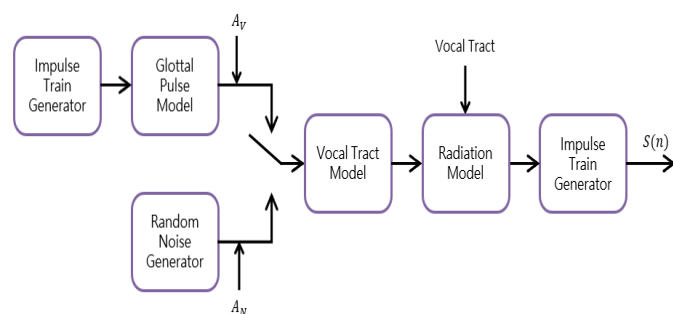 A_V
Vocal Tract
Impulse
Train
Generator
Glottal
Pulse
Model
Vocal Tract
Model
Radiation
Model
Impulse
Train
Generator
S(n)
Random
Noise
Generator
A_N